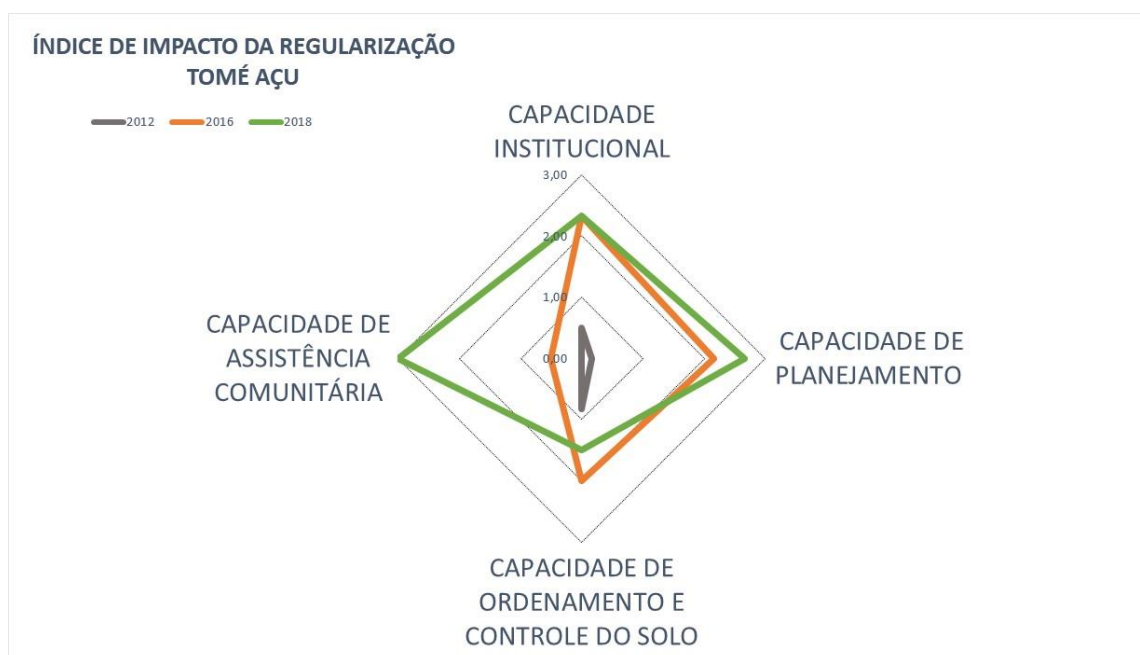 ÍNDICE DE IMPACTO DA REGULARIZAÇÃO
TOMÉ AÇU
2012 2016 2018
CAPACIDADE
INSTITUCIONAL
3,00
2,00
1,00
0,00
CAPACIDADE DE
PLANEJAMENTO
CAPACIDADE DE
ASSISTÊNCIA
COMUNITÁRIA
CAPACIDADE DE
ORDENAMENTO E
CONTROLE DO SOLO